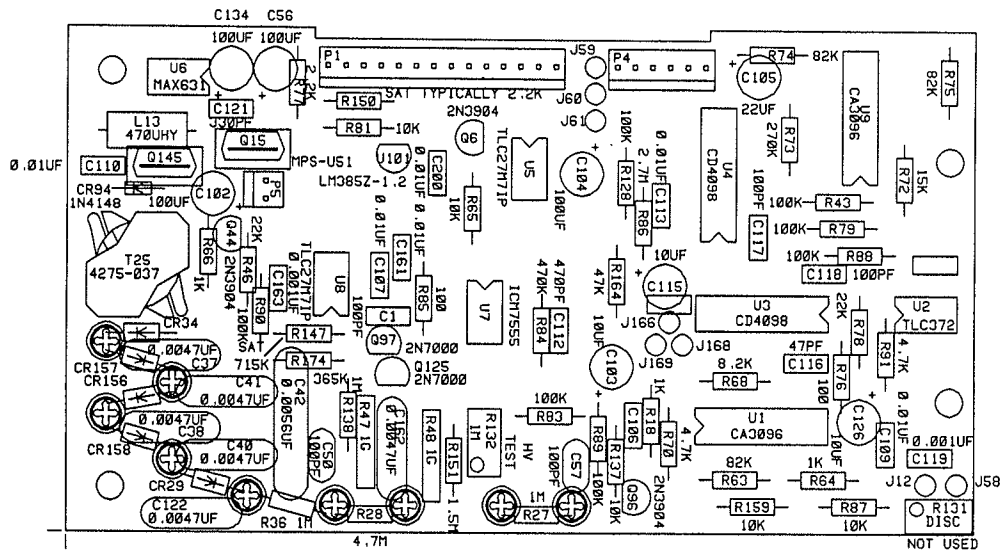 C134 C56
100UF 100UF
U6
MAX631
C121
330PF
L13
470UHY
Q15
MPS-U51
0.01UF
C110
Q145
CR94
1N4148
100UF
C102
P5
R77
2.2K
P1
SAT TYPICALLY 2.2K
R150
R81 10K
J101
LM385Z-1.2
2N3904
Q6
TLC27M7IP
U5
C200
0.01UF
R65
10K
C104
100UF
J59
J60
J61
P4
100K
R128
2.7M
R86
0.01UF
C113
R74 82K
C105
22UF
U4
CD4098
270K
R73
U9
CA3096
82K
R75
R72
15K
100K R43
100K R79
100K R88
C118 100PF
100PF
C117
T25
4275-037
R66
1K
Q44
2N3904
22K
R46
100K
R90
SAT
C163
0.001UF
TLC27M7IP
U8
0.01UF
C107
0.01UF
C161
R85
100
100PF
C1
R147
715K
R174
365K
Q97
2N7000
Q125
2N7000
U7
ICM7555
470K
R84
470PF
C112
47K
R164
10UF
C115
10UF
C103
J166
J169
J168
U3
CD4098
22K
R78
U2
TLC372
R91
4.7K
47PF
C116
8.2K
R68
R76
100
CR34
0.0047UF
C37
CR157
CR156
C41
0.0047UF
0.0047UF
C38
CR158
C40
0.0047UF
CR29
C122
0.0047UF
C42
0.0056UF
C50
100PF
1M
R138
R47 1G
C162
0.0047UF
R48 1G
R151
1.5M
R132
1M
TEST
HV
100K
R83
100PF
C57
R89
100K
R137
10K
C106
1K
R18
R70
4.7K
Q96
2N3904
U1
CA3096
10UF
C126
C109
0.01UF
0.001UF
C119
82K
R63
1K
R64
J12 J58
R159
10K
R87
10K
R131
DISC
R36 1M
R28
4.7M
1M
R27
NOT USED